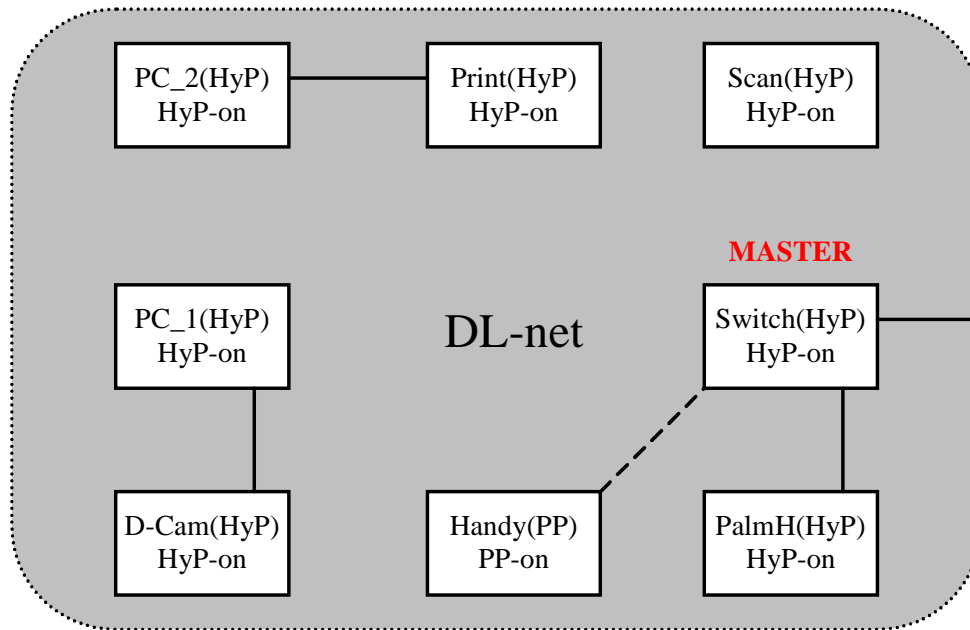 PC_2(HyP)
HyP-on
Print(HyP)
HyP-on
Scan(HyP)
HyP-on
MASTER
PC_1(HyP)
HyP-on
DL-net
Switch(HyP)
HyP-on
D-Cam(HyP)
HyP-on
Handy(PP)
PP-on
PalmH(HyP)
HyP-on